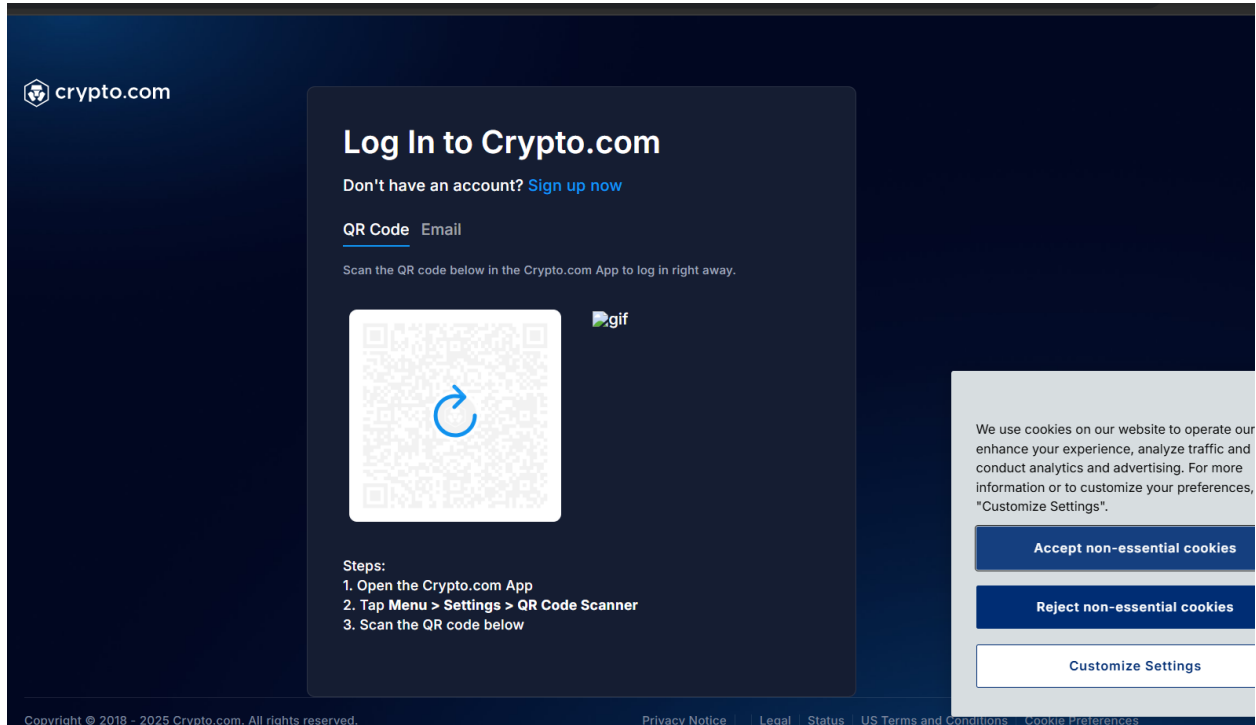 crypto.com
Log In to Crypto.com
Don't have an account? Sign up now
QR Code Email
Scan the QR code below in the Crypto.com App to log in right away.
gif
Steps:
1. Open the Crypto.com App
2. Tap Menu > Settings > QR Code Scanner
3. Scan the QR code below
We use cookies on our website to operate our
enhance your experience, analyze traffic and
conduct analytics and advertising. For more
information or to customize your preferences,
"Customize Settings".
Accept non-essential cookies
Reject non-essential cookies
Customize Settings
Copyright © 2018 - 2025 Crypto.com. All rights reserved.
Privacy Notice | | Legal | Status | US Terms and Conditions | Cookie Preferences